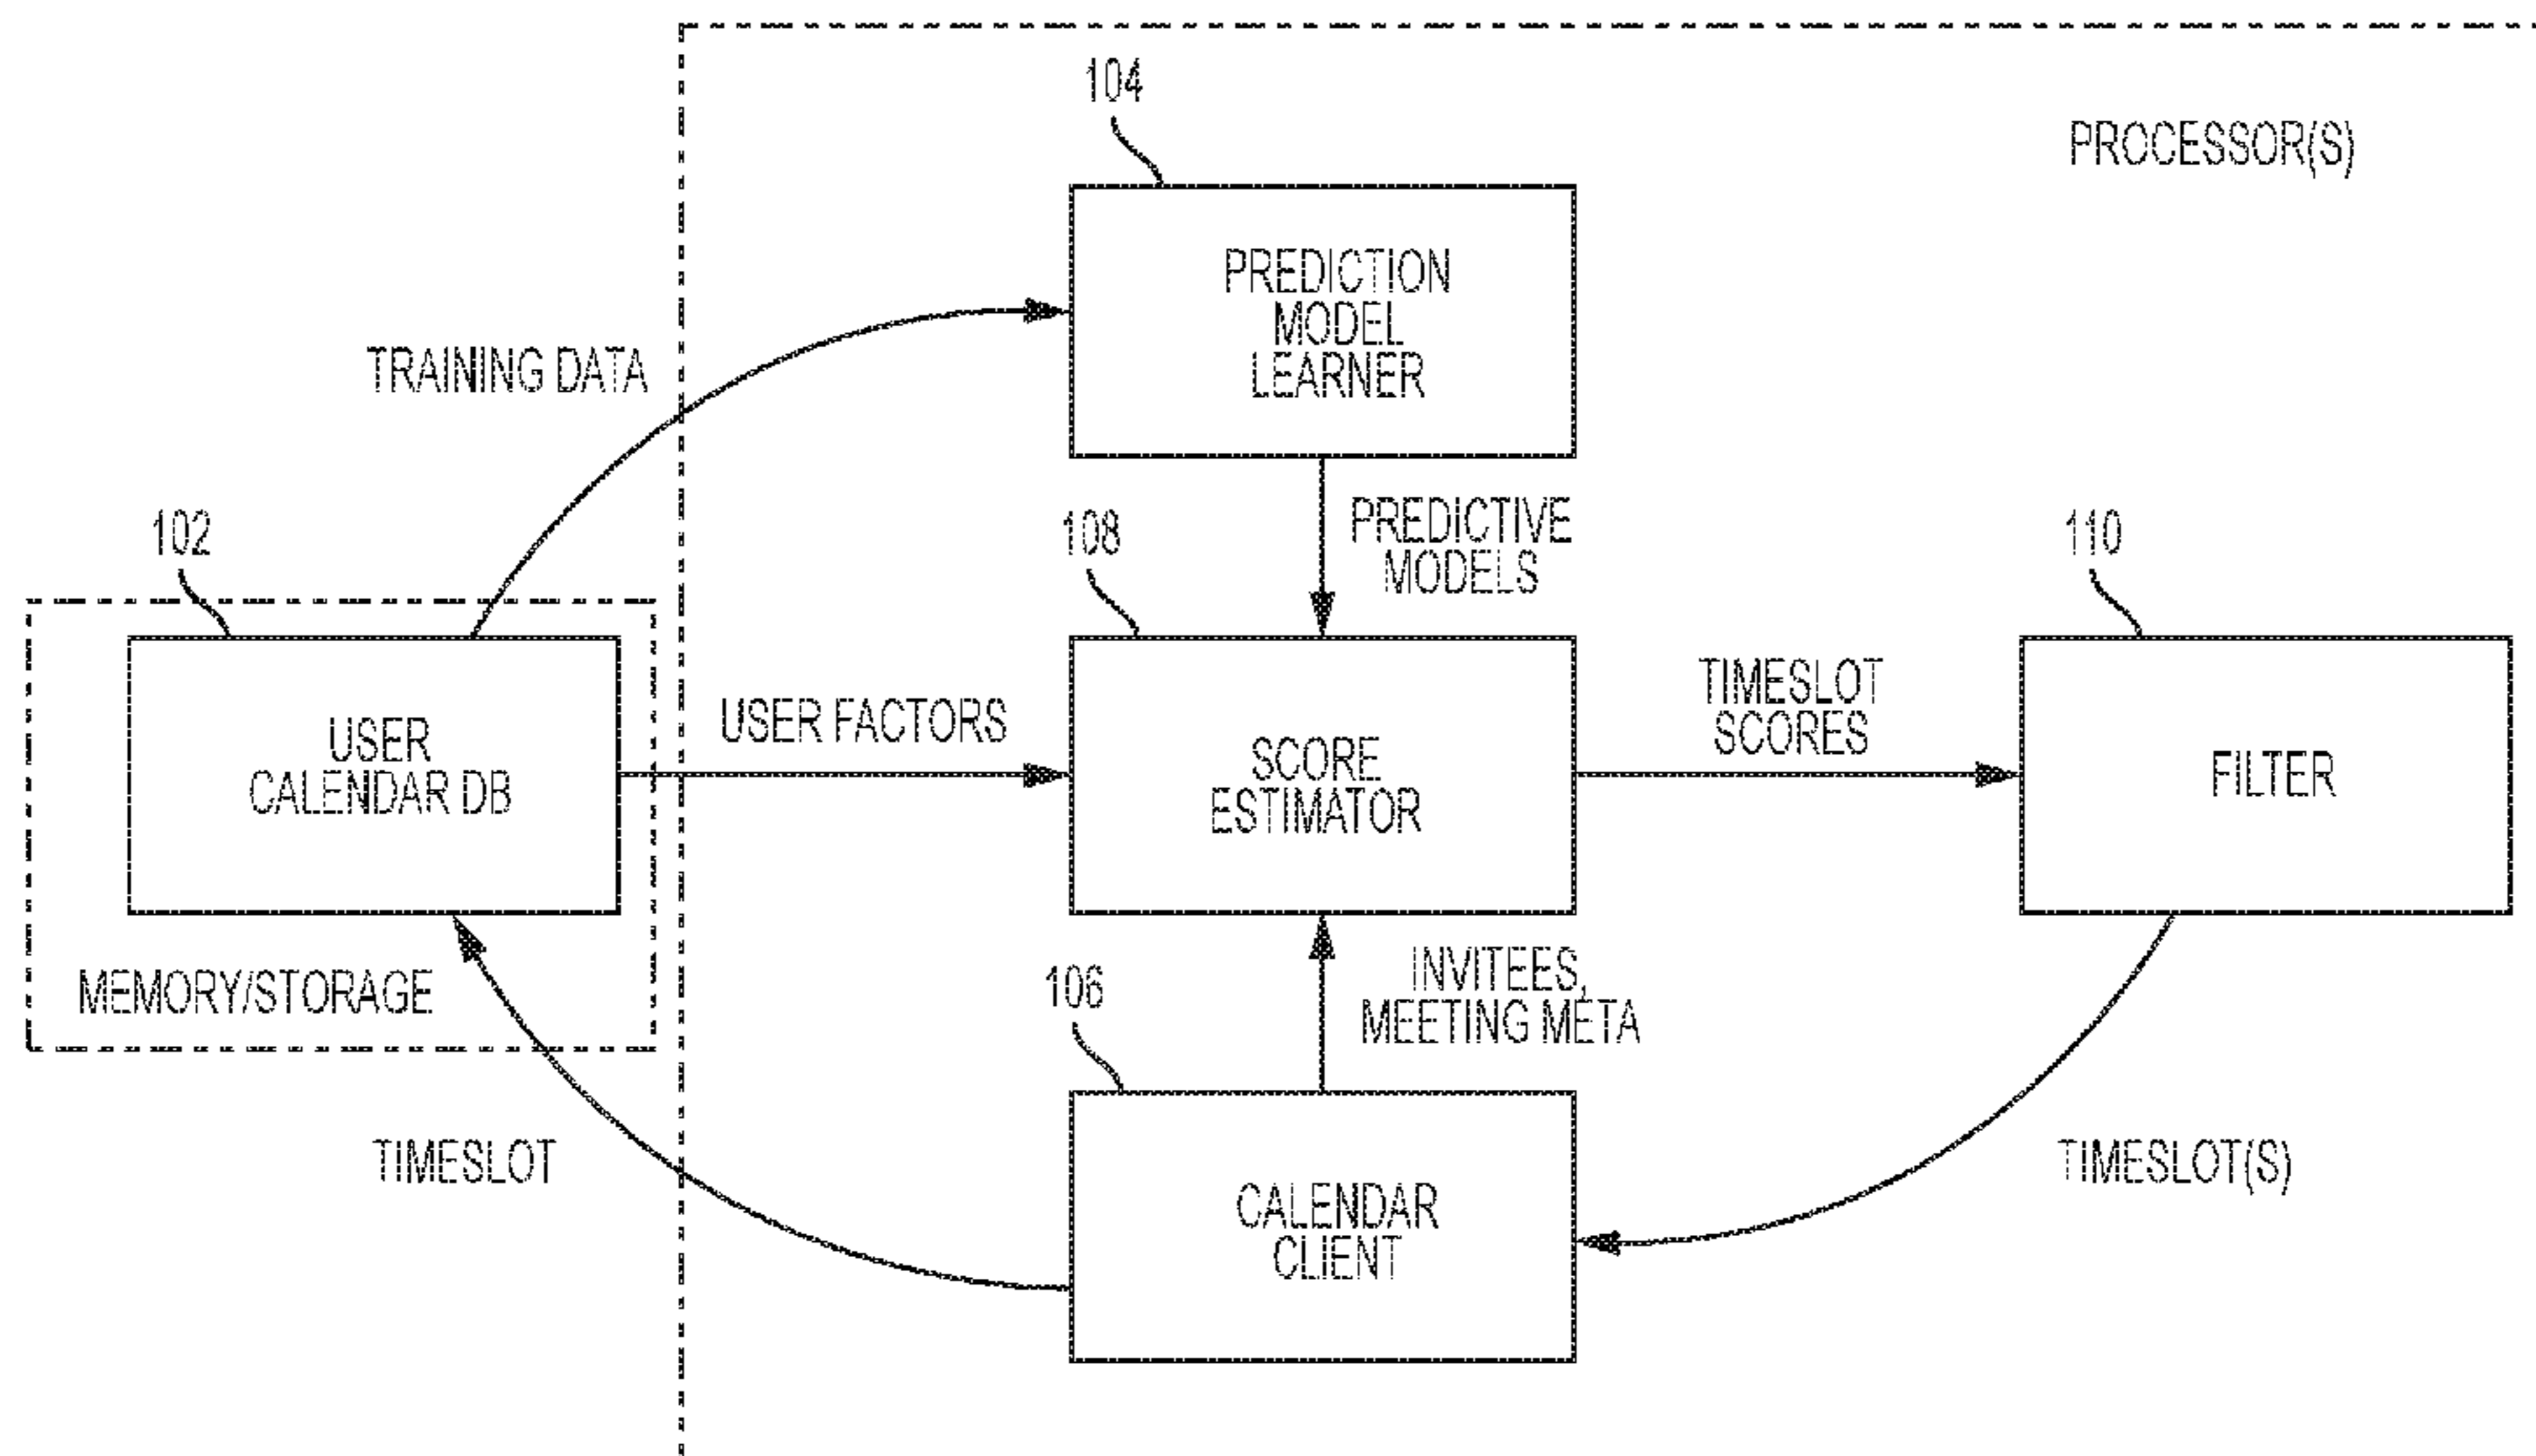 104
PROCESSOR(S)
PREDICTION
MODEL
LEARNER
TRAINING DATA
102
108
PREDICTIVE
MODELS
110
USER
CALENDAR DB
USER FACTORS
SCORE
ESTIMATOR
TIMESLOT
SCORES
FILTER
MEMORY/STORAGE
106
INVITEES,
MEETING META
TIMESLOT
CALENDAR
CLIENT
TIMESLOT(S)